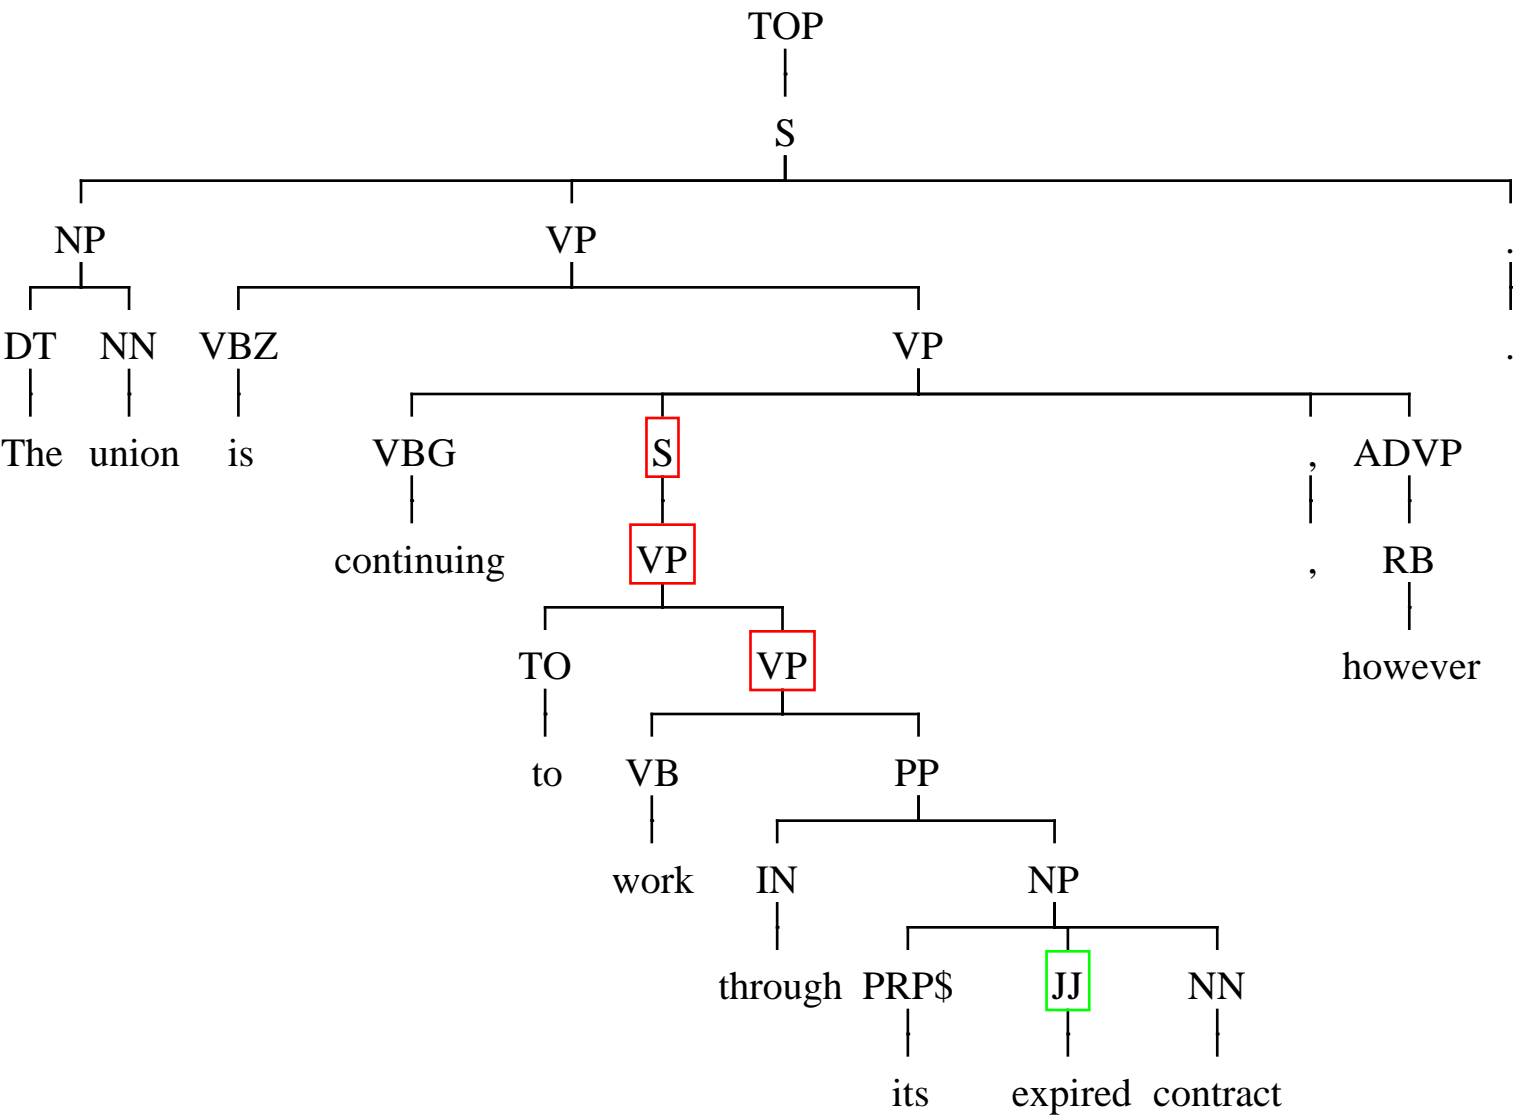 TOP
S
NP VP .
DT NN VBZ VP .
The union is VBG S , ADVP
continuing VP , RB
TO VP however
to VB PP
work IN NP
through PRP$ JJ NN
its expired contract